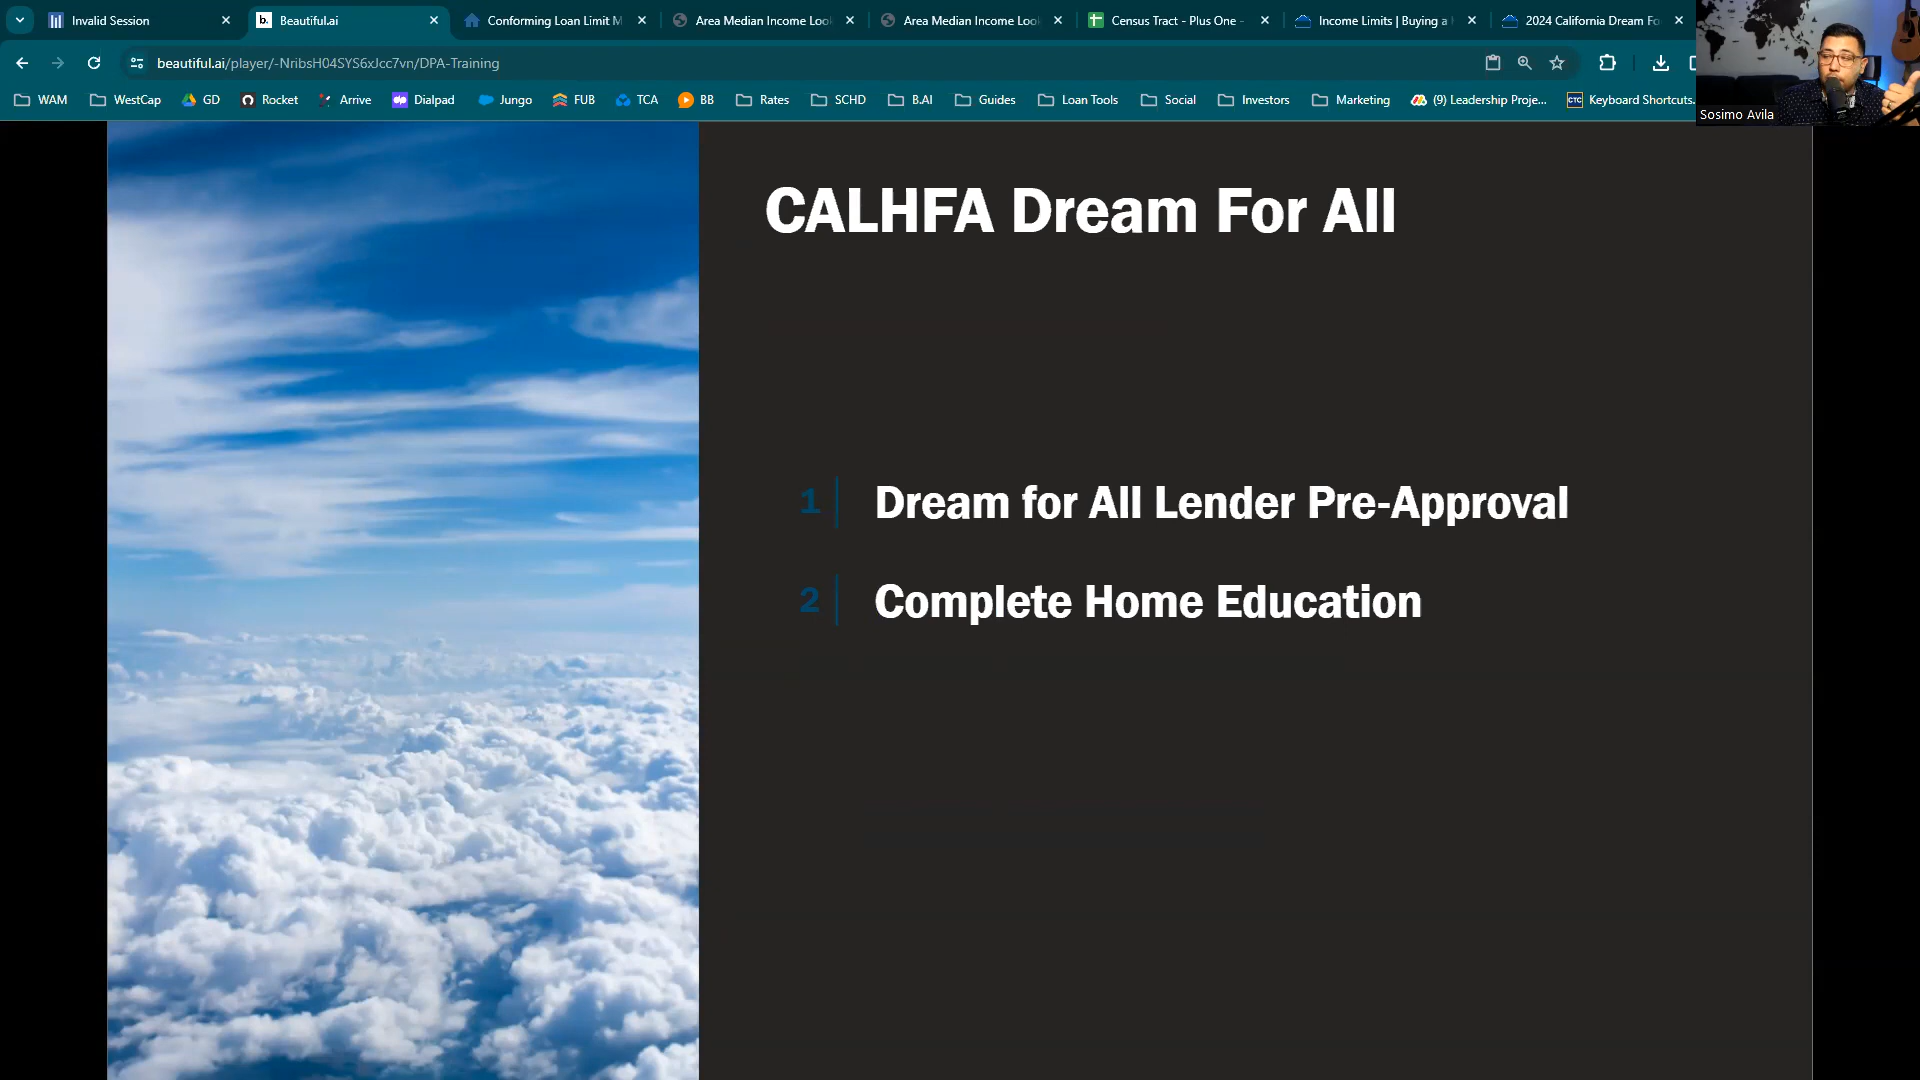 Invalid Session
b. Beautiful.ai
Conforming Loan Limit M
Area Median Income Loo
Area Median Income Loo
Census Tract - Plus One -
Income Limits | Buying a
2024 California Dream Fo
beautiful.ai/player/-NribsH04SYS6xJcc7vn/DPA-Training
WAM
WestCap
GD
Rocket
Arrive
Dialpad
Jungo
FUB
TCA
BB
Rates
SCHD
B.AI
Guides
Loan Tools
Social
Investors
Marketing
(9) Leadership Proje...
CTC Keyboard Shortcuts.
Sosimo Avila
CALHFA Dream For All
1 Dream for All Lender Pre-Approval
2 Complete Home Education